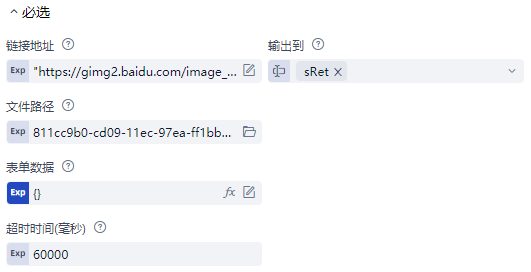 必选
链接地址
输出到
Exp "https://gimg2.baidu.com/image_...
sRet
文件路径
Exp 811cc9b0-cd09-11ec-97ea-ff1bb...
表单数据
Exp {} fx
超时时间(毫秒)
Exp 60000